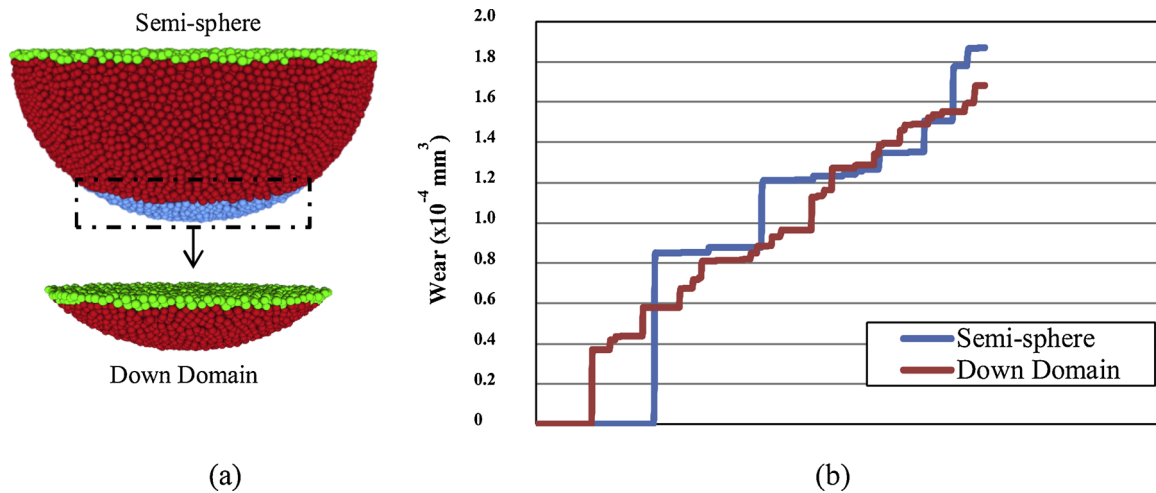 Semi-sphere
Down Domain
(a)
2.0
1.8
1.6
1.4
1.2
1.0
0.8
0.6
0.4
0.2
0
Wear (x10⁻⁴ mm³)
Semi-sphere
Down Domain
(b)